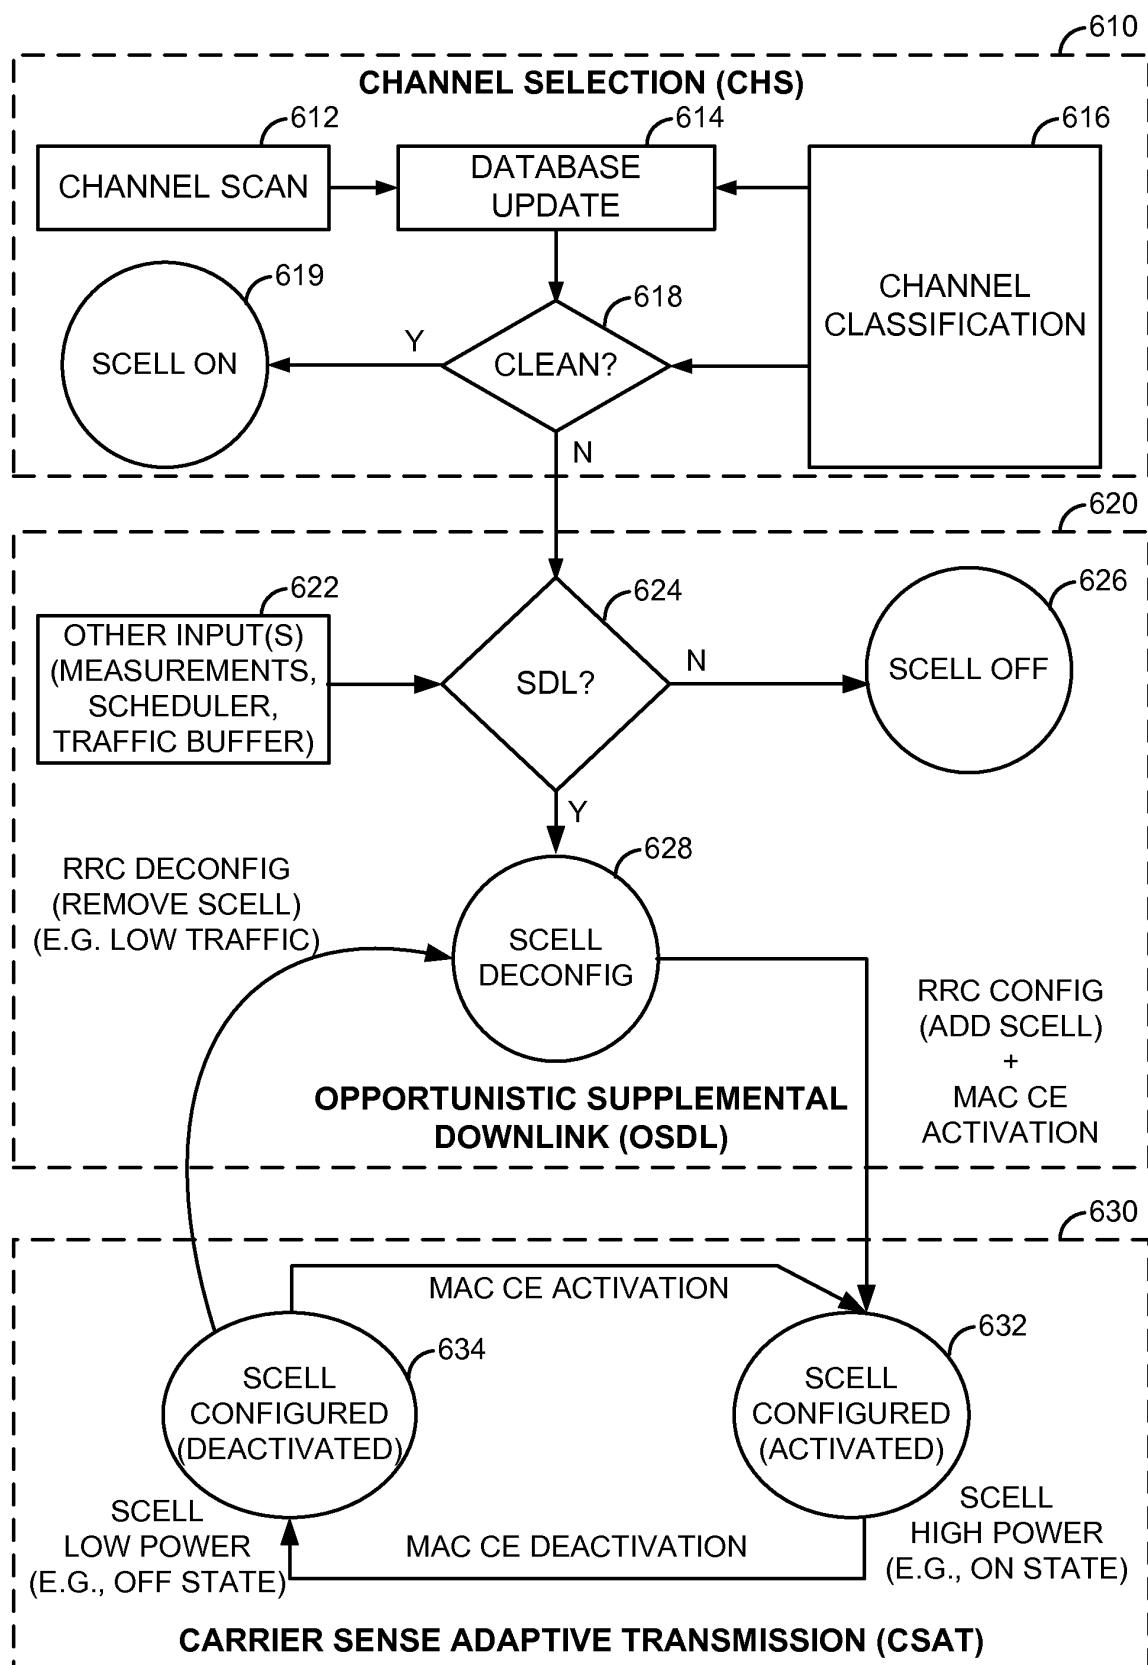 610
CHANNEL SELECTION (CHS)
612
614
616
CHANNEL SCAN
DATABASE
UPDATE
CHANNEL
CLASSIFICATION
619
618
SCELL ON
Y
CLEAN?
N
620
622
624
626
OTHER INPUT(S)
(MEASUREMENTS,
SCHEDULER,
TRAFFIC BUFFER)
SDL?
N
SCELL OFF
Y
628
RRC DECONFIG
(REMOVE SCELL)
(E.G. LOW TRAFFIC)
SCELL
DECONFIG
RRC CONFIG
(ADD SCELL)
+
MAC CE
ACTIVATION
OPPORTUNISTIC SUPPLEMENTAL
DOWNLINK (OSDL)
630
MAC CE ACTIVATION
634
632
SCELL
CONFIGURED
(DEACTIVATED)
SCELL
CONFIGURED
(ACTIVATED)
SCELL
LOW POWER
(E.G., OFF STATE)
MAC CE DEACTIVATION
SCELL
HIGH POWER
(E.G., ON STATE)
CARRIER SENSE ADAPTIVE TRANSMISSION (CSAT)